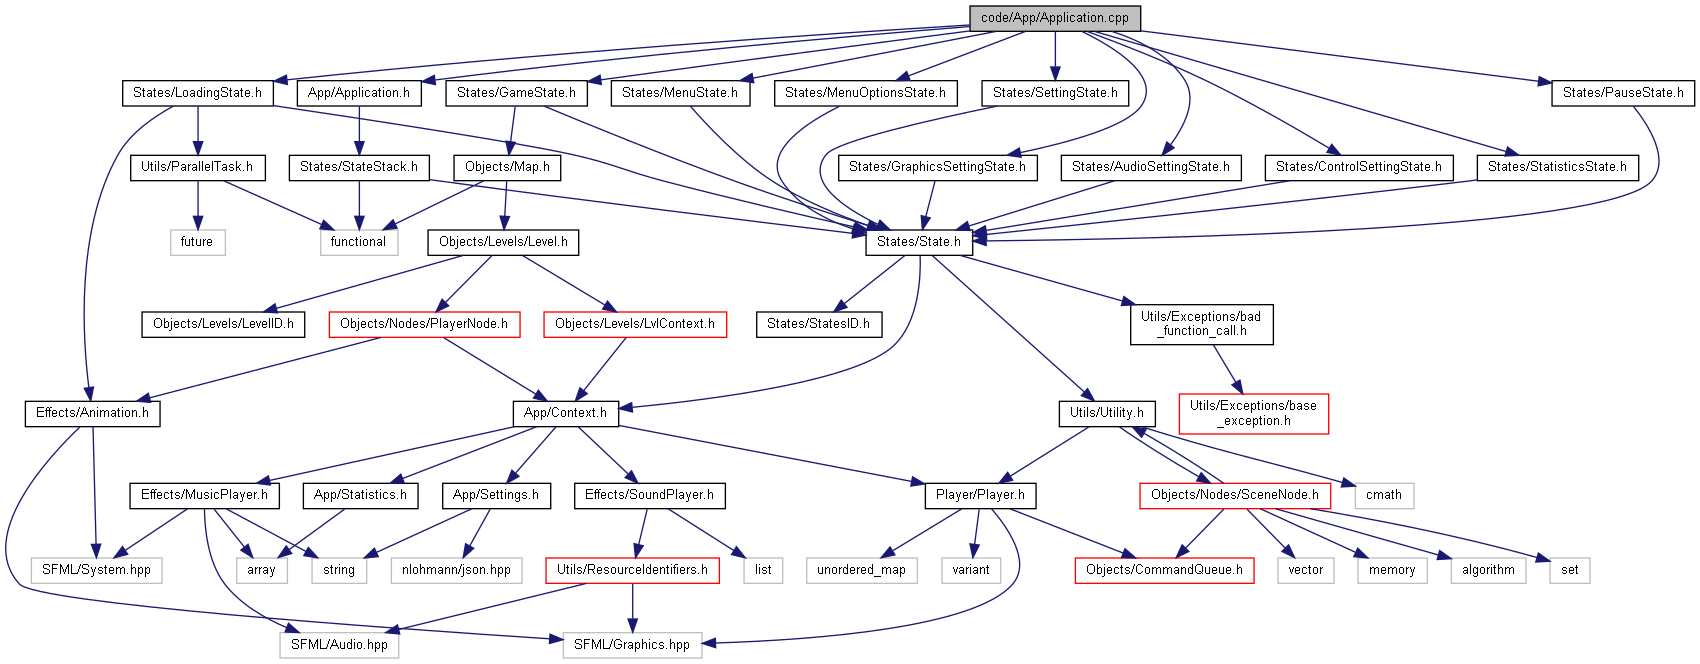 code/App/Application.cpp
States/LoadingState.h
App/Application.h
States/GameState.h
States/MenuState.h
States/MenuOptionsState.h
States/SettingState.h
States/PauseState.h
Utils/ParallelTask.h
States/StateStack.h
Objects/Map.h
States/GraphicsSettingState.h
States/AudioSettingState.h
States/ControlSettingState.h
States/StatisticsState.h
future
functional
Objects/Levels/Level.h
States/State.h
Objects/Levels/LevelID.h
Objects/Nodes/PlayerNode.h
Objects/Levels/LvlContext.h
States/StatesID.h
Utils/Exceptions/bad
_function_call.h
Effects/Animation.h
App/Context.h
Utils/Utility.h
Utils/Exceptions/base
_exception.h
Effects/MusicPlayer.h
App/Statistics.h
App/Settings.h
Effects/SoundPlayer.h
Player/Player.h
Objects/Nodes/SceneNode.h
cmath
SFML/System.hpp
array
string
nlohmann/json.hpp
Utils/ResourceIdentifiers.h
list
unordered_map
variant
Objects/CommandQueue.h
vector
memory
algorithm
set
SFML/Audio.hpp
SFML/Graphics.hpp